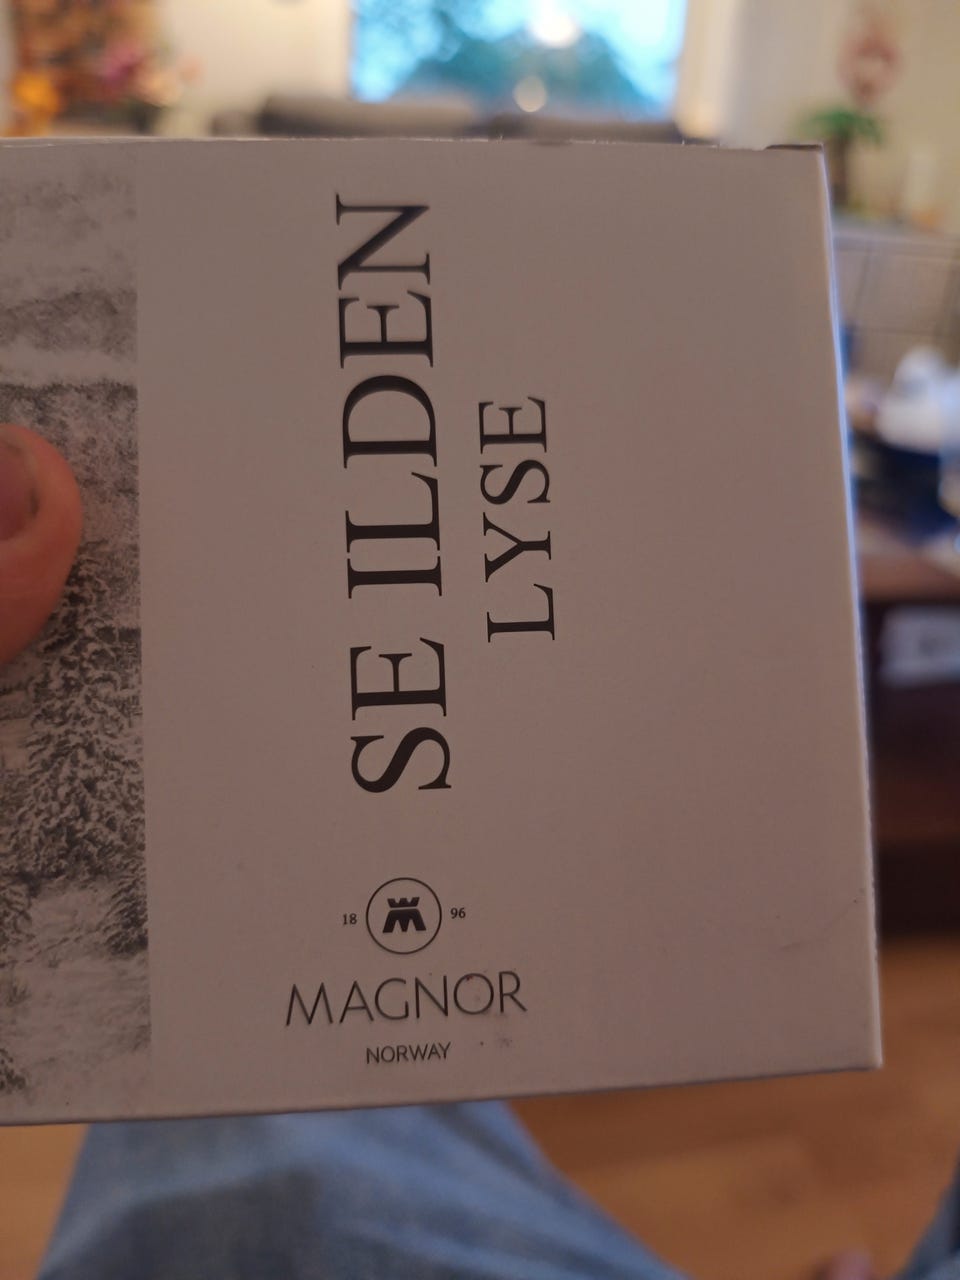 SE ILDEN
LYSE
18 96
MAGNOR
NORWAY